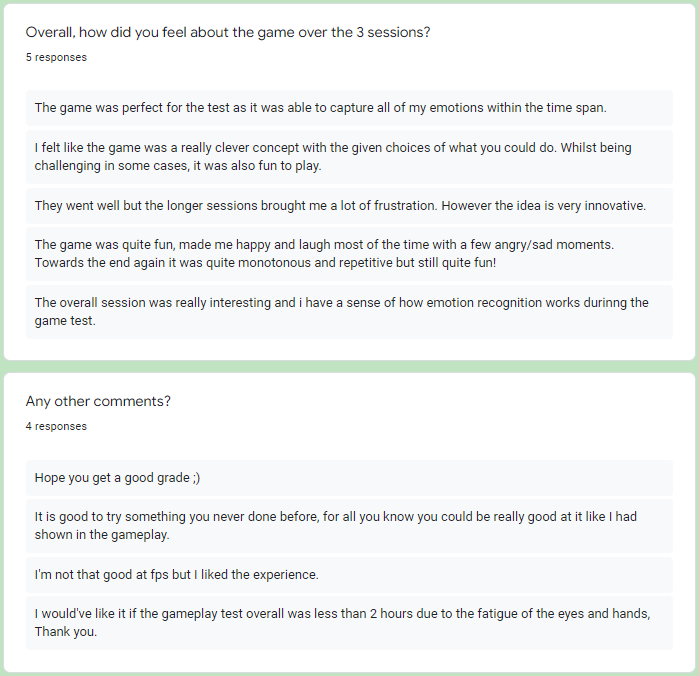 Overall, how did you feel about the game over the 3 sessions?
5 responses
The game was perfect for the test as it was able to capture all of my emotions within the time span.
I felt like the game was a really clever concept with the given choices of what you could do. Whilst being
challenging in some cases, it was also fun to play.
They went well but the longer sessions brought me a lot of frustration. However the idea is very innovative.
The game was quite fun, made me happy and laugh most of the time with a few angry/sad moments.
Towards the end again it was quite monotonous and repetitive but still quite fun!
The overall session was really interesting and i have a sense of how emotion recognition works durinng the
game test.
Any other comments?
4 responses
Hope you get a good grade ;)
It is good to try something you never done before, for all you know you could be really good at it like I had
shown in the gameplay.
I'm not that good at fps but I liked the experience.
I would've like it if the gameplay test overall was less than 2 hours due to the fatigue of the eyes and hands,
Thank you.